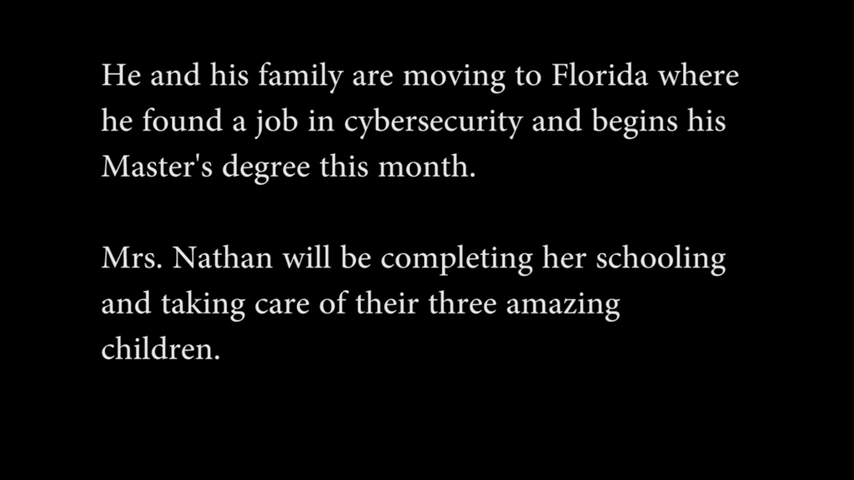 He and his family are moving to Florida where
he found a job in cybersecurity and begins his
Master's degree this month.
Mrs. Nathan will be completing her schooling
and taking care of their three amazing
children.